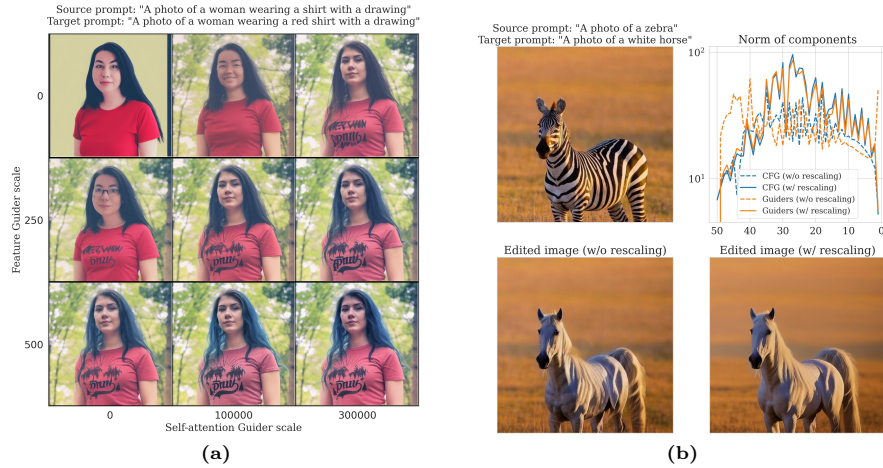 Source prompt: "A photo of a woman wearing a shirt with a drawing"
Target prompt: "A photo of a woman wearing a red shirt with a drawing"
Feature Guider scale
0
250
500
0
100000
300000
Self-attention Guider scale
(a)
Source prompt: "A photo of a zebra"
Target prompt: "A photo of a white horse"
Norm of components
10²
10¹
CFG (w/o rescaling)
CFG (w/ rescaling)
Guiders (w/o rescaling)
Guiders (w/ rescaling)
50
40
30
20
10
0
Edited image (w/o rescaling)
Edited image (w/ rescaling)
(b)